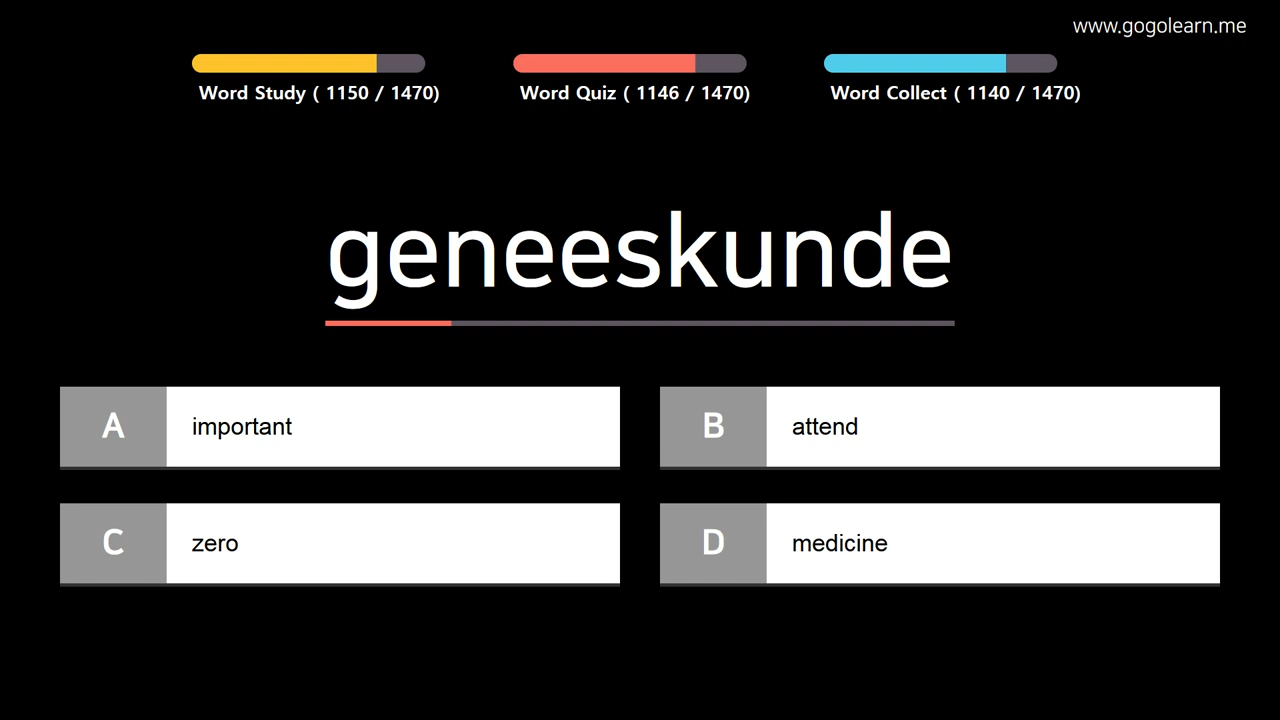 www.gogolearn.me
Word Study ( 1150 / 1470)
Word Quiz ( 1146 / 1470)
Word Collect ( 1140 / 1470)
geneeskunde
A important
B attend
C zero
D medicine